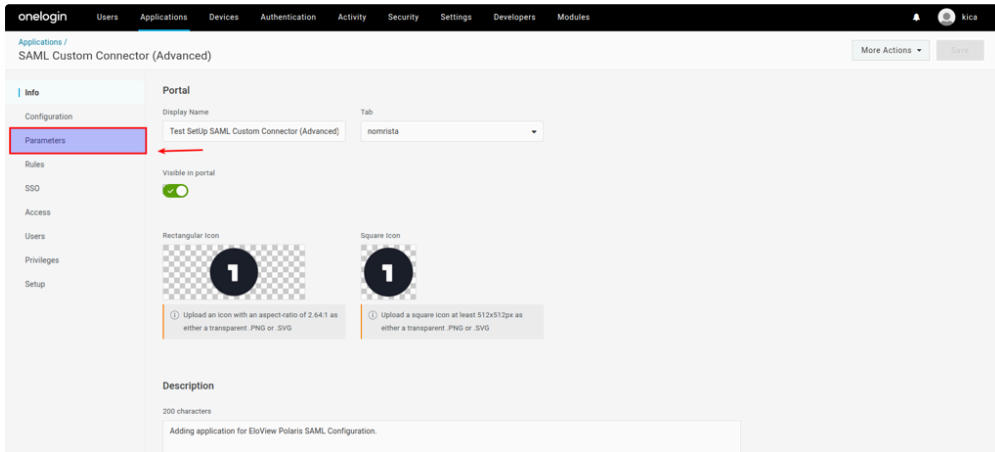 onelogin Users Applications Devices Authentication Activity Security Settings Developers Modules kica
Applications /
SAML Custom Connector (Advanced)
More Actions
Save
Info
Configuration
Parameters
Rules
SSO
Access
Users
Privileges
Setup
Portal
Display Name
Test SetUp SAML Custom Connector (Advanced)
Tab
nomrista
Visible in portal
Rectangular Icon
1
Upload an icon with an aspect-ratio of 2.64:1 as
either a transparent .PNG or .SVG
Square Icon
1
Upload a square icon at least 512x512px as
either a transparent .PNG or .SVG
Description
200 characters
Adding application for EloView Polaris SAML Configuration.